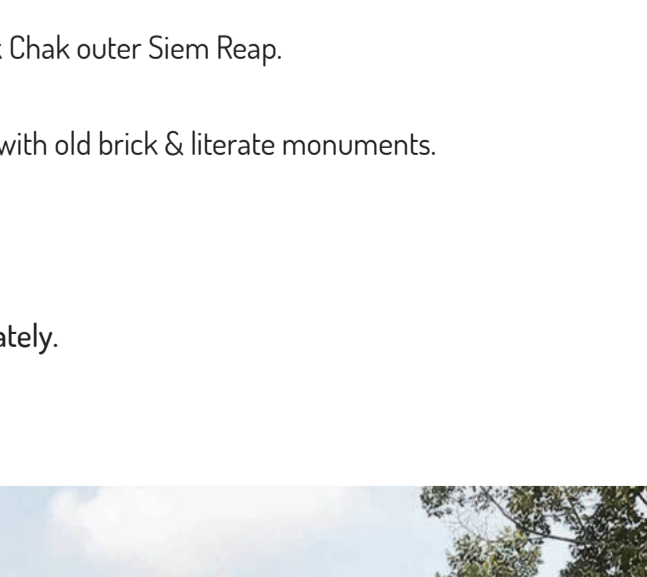 Chak outer Siem Reap.
with old brick & literate monuments.
ately.